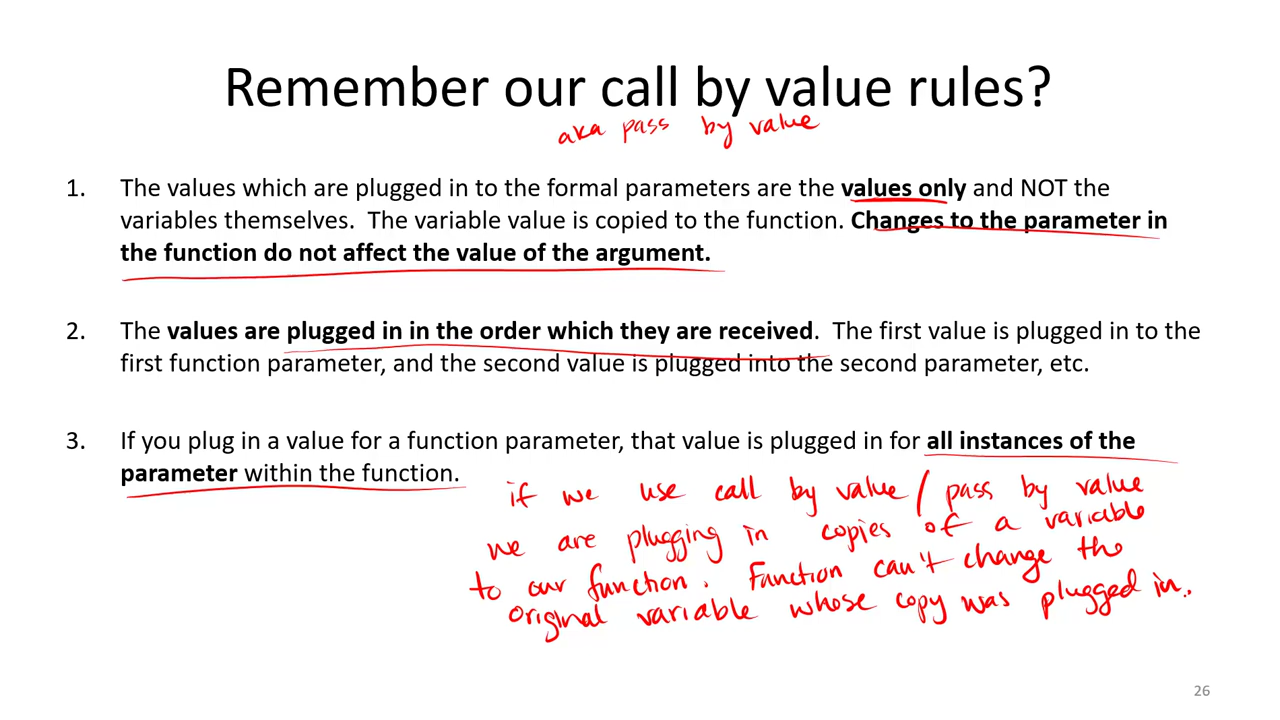 Remember our call by value rules?
aka pass by value
1. The values which are plugged in to the formal parameters are the values only and NOT the
variables themselves. The variable value is copied to the function. Changes to the parameter in
the function do not affect the value of the argument.
2. The values are plugged in in the order which they are received. The first value is plugged in to the
first function parameter, and the second value is plugged into the second parameter, etc.
3. If you plug in a value for a function parameter, that value is plugged in for all instances of the
parameter within the function.
if we use call by value / pass by value
we are plugging in copies of a variable
to our function. Function can't change the
original variable whose copy was plugged in.
26